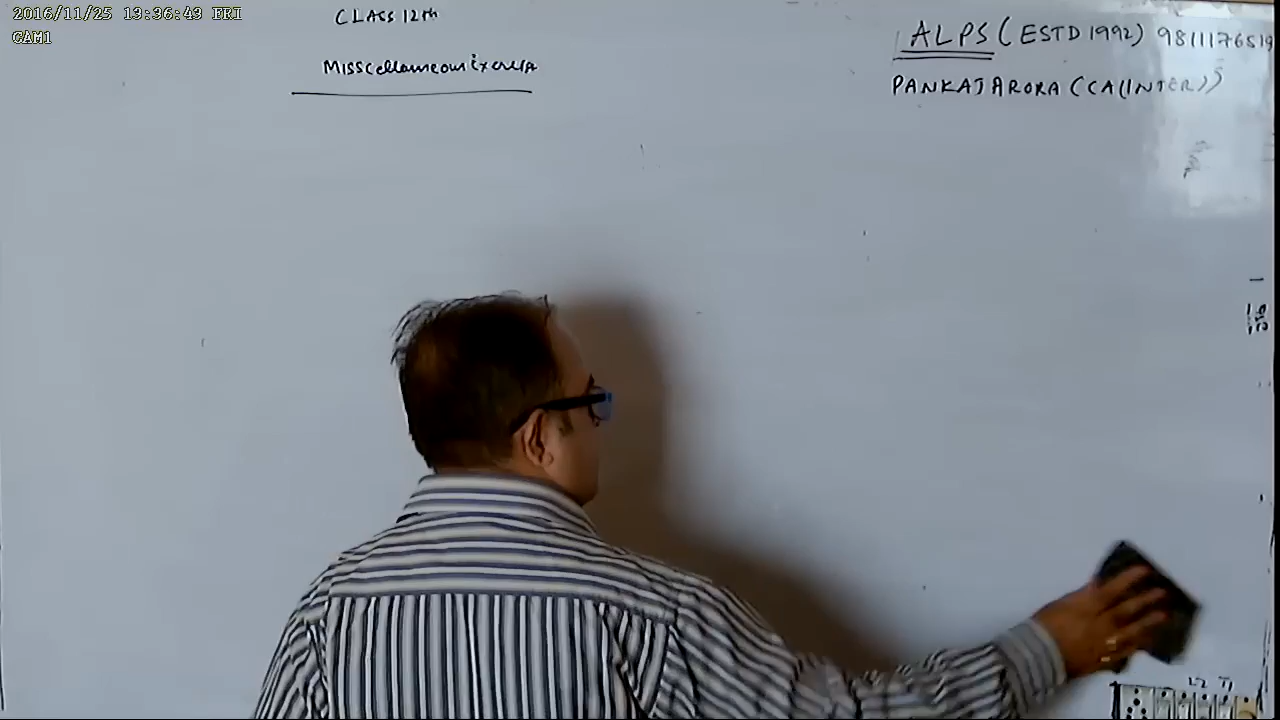 2016/11/25 19:36:49 FRI
CAM1
CLASS 12th
MISScellaneous Exercise
ALPS (ESTD 1992) 9811176519
PANKAJ ARORA (CA(INTER))